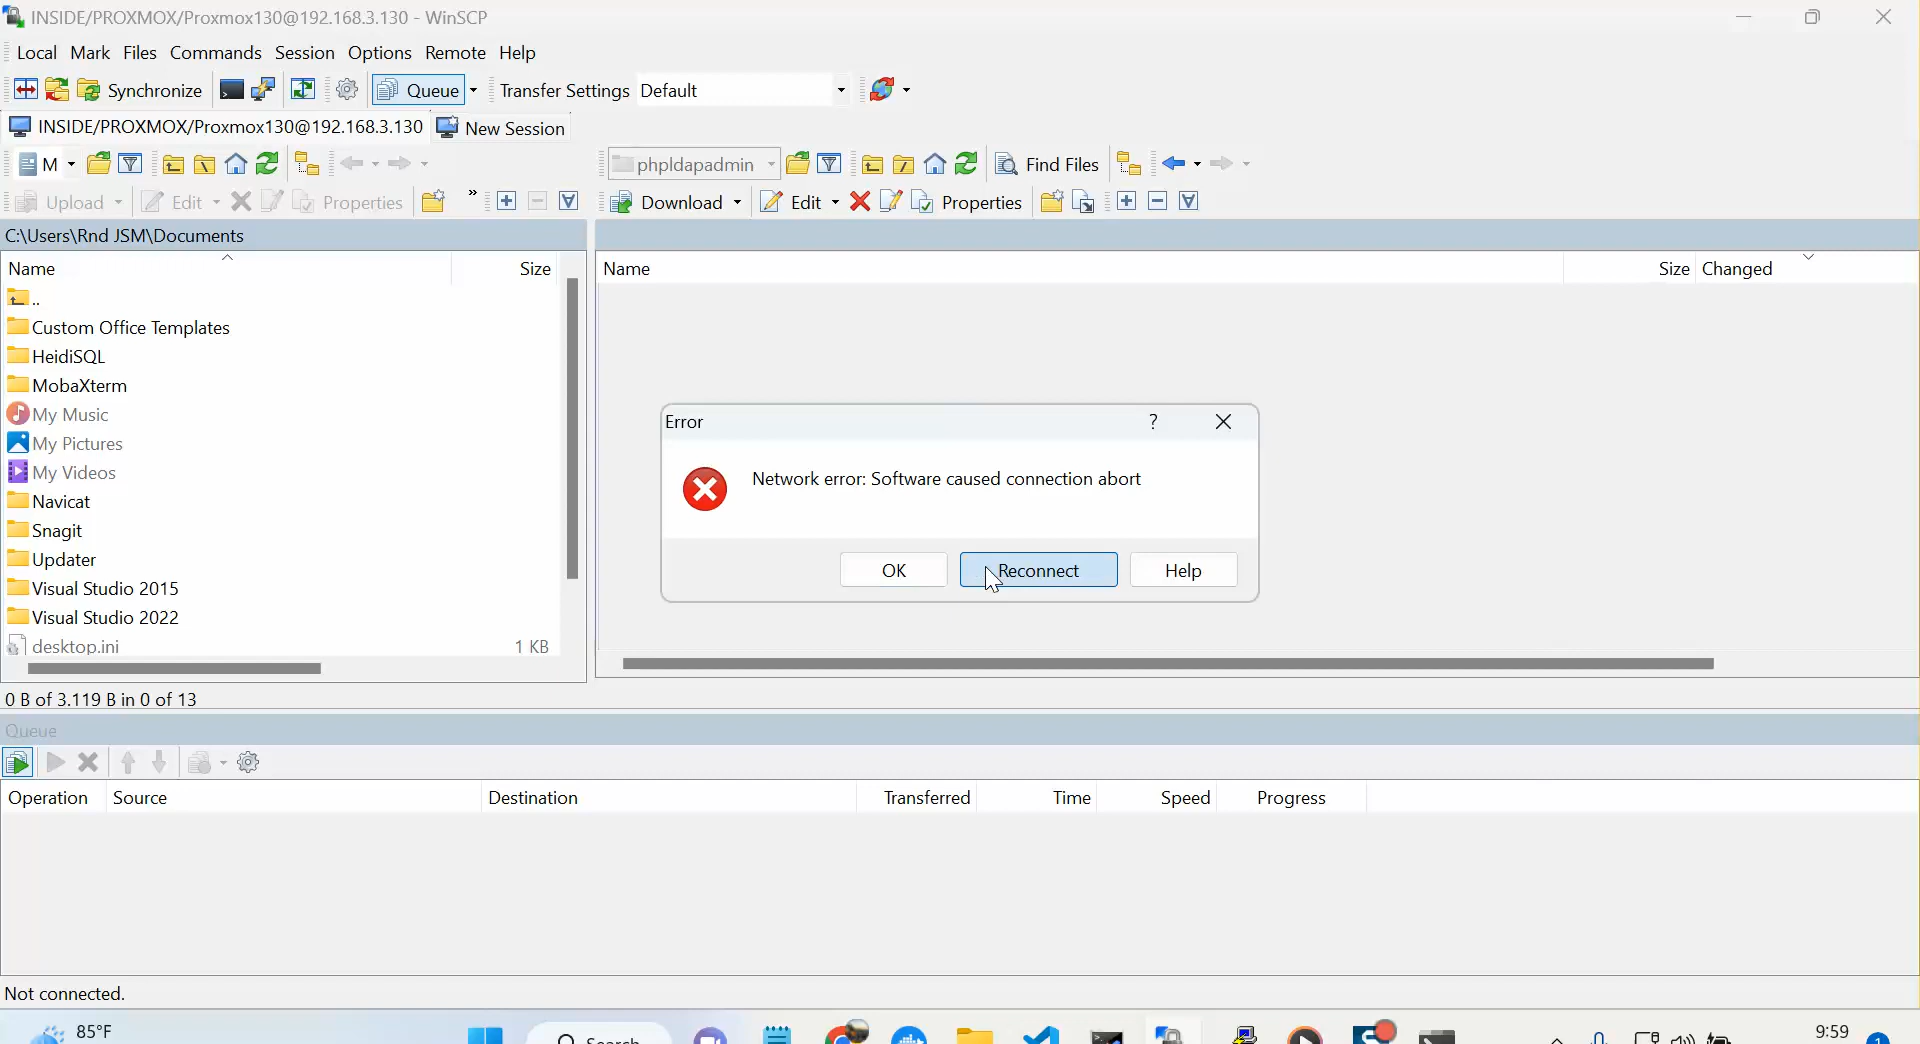 INSIDE/PROXMOX/Proxmox130@192.168.3.130 - WinSCP
Local Mark Files Commands Session Options Remote Help
Synchronize Queue Transfer Settings Default
INSIDE/PROXMOX/Proxmox130@192.168.3.130 New Session
M phpldapadmin Find Files
Upload Edit Properties » Download Edit Properties
C:\Users\Rnd JSM\Documents
Name Size Name Size Changed
..
Custom Office Templates
HeidiSQL
MobaXterm
My Music
My Pictures
My Videos
Navicat
Snagit
Updater
Visual Studio 2015
Visual Studio 2022
desktop.ini 1 KB
Error ?
Network error: Software caused connection abort
OK Reconnect Help
0 B of 3.119 B in 0 of 13
Queue
Operation Source Destination Transferred Time Speed Progress
Not connected.
85°F Search 9:59 1